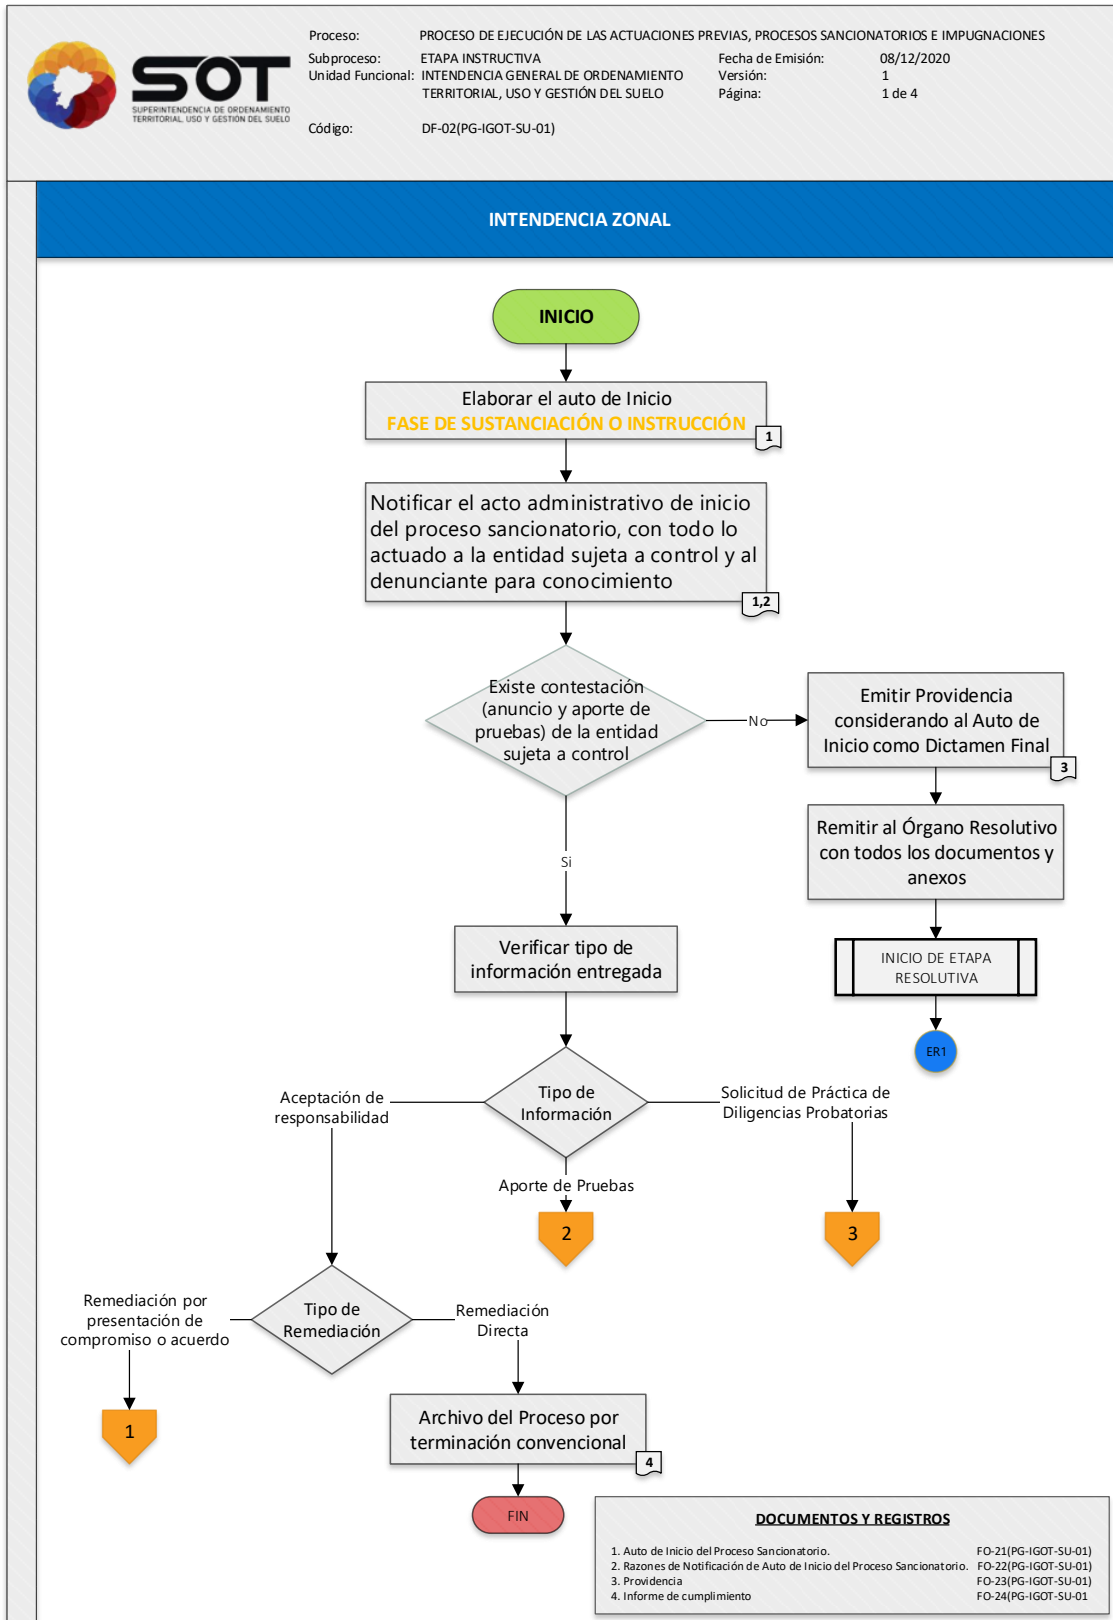 Proceso: PROCESO DE EJECUCIÓN DE LAS ACTUACIONES PREVIAS, PROCESOS SANCIONATORIOS E IMPUGNACIONES
Subproceso: ETAPA INSTRUCTIVA Fecha de Emisión: 08/12/2020
Unidad Funcional: INTENDENCIA GENERAL DE ORDENAMIENTO Versión: 1
TERRITORIAL, USO Y GESTIÓN DEL SUELO Página: 1 de 4
Código: DF-02(PG-IGOT-SU-01)
SOT
SUPERINTENDENCIA DE ORDENAMIENTO
TERRITORIAL, USO Y GESTIÓN DEL SUELO
INTENDENCIA ZONAL
INICIO
Elaborar el auto de Inicio
FASE DE SUSTANCIACIÓN O INSTRUCCIÓN
1
Notificar el acto administrativo de inicio
del proceso sancionatorio, con todo lo
actuado a la entidad sujeta a control y al
denunciante para conocimiento
1,2
Existe contestación
(anuncio y aporte de
pruebas) de la entidad
sujeta a control
No
Emitir Providencia
considerando al Auto de
Inicio como Dictamen Final
3
Remitir al Órgano Resolutivo
con todos los documentos y
anexos
INICIO DE ETAPA
RESOLUTIVA
ER1
Si
Verificar tipo de
información entregada
Tipo de
Información
Aceptación de
responsabilidad
Solicitud de Práctica de
Diligencias Probatorias
Aporte de Pruebas
2
3
Tipo de
Remediación
Remediación por
presentación de
compromiso o acuerdo
Remediación
Directa
1
Archivo del Proceso por
terminación convencional
4
FIN
DOCUMENTOS Y REGISTROS
1. Auto de Inicio del Proceso Sancionatorio. FO-21(PG-IGOT-SU-01)
2. Razones de Notificación de Auto de Inicio del Proceso Sancionatorio. FO-22(PG-IGOT-SU-01)
3. Providencia FO-23(PG-IGOT-SU-01)
4. Informe de cumplimiento FO-24(PG-IGOT-SU-01